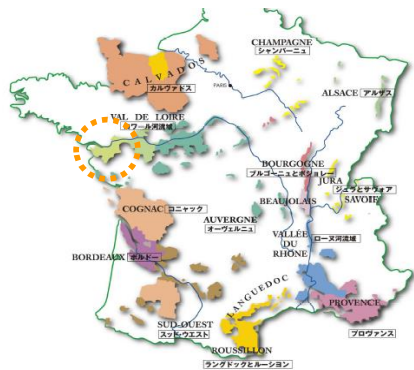 CHAMPAGNE
シャンパーニュ
CALVADOS
カルヴァドス
PARIS
ALSACE アルザス
VAL DE LOIRE
ロワール河流域
BOURGOGNE
ブルゴーニュとボジョレー
JURA
ジュラとサヴォア
SAVOIE
BEAUJOLAIS
COGNAC コニャック
AUVERGNE
オーヴェルニュ
VALLÉE
DU
RHÔNE
ローヌ河流域
BORDEAUX ボルドー
LANGUEDOC
PROVENCE
プロヴァンス
SUD-OUEST
スッド・ウエスト
ROUSSILLON
ラングドックとルーション